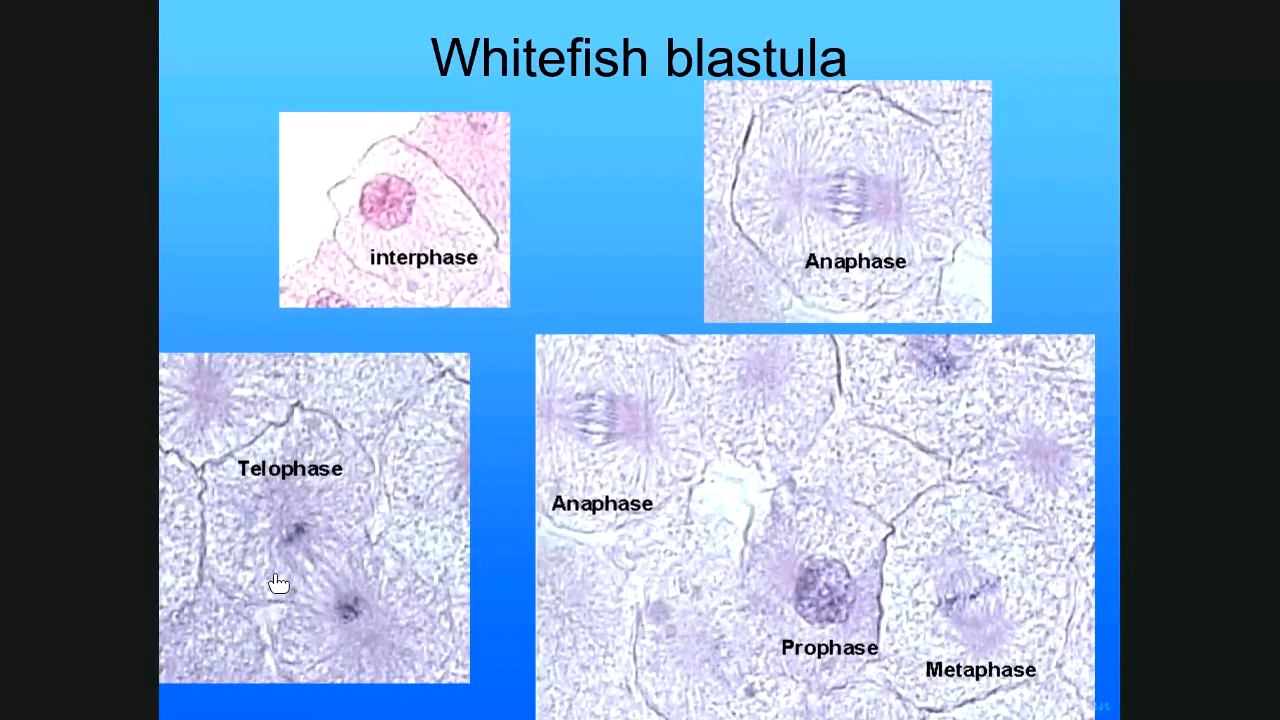 Whitefish blastula
interphase
Anaphase
Telophase
Anaphase
Prophase
Metaphase